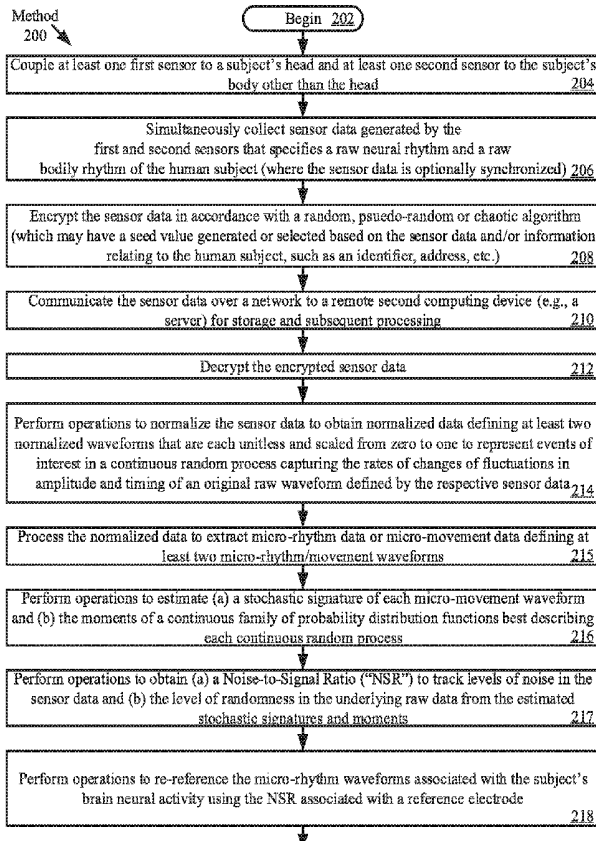 Method
200
Begin 202
Couple at least one first sensor to a subject's head and at least one second sensor to the subject's
body other than the head
204
Simultaneously collect sensor data generated by the
first and second sensors that specifies a raw neural rhythm and a raw
bodily rhythm of the human subject (where the sensor data is optionally synchronized) 206
Encrypt the sensor data in accordance with a random, psuedo-random or chaotic algorithm
(which may have a seed value generated or selected based on the sensor data and/or information
relating to the human subject, such as an identifier, address, etc.) 208
Communicate the sensor data over a network to a remote second computing device (e.g., a
server) for storage and subsequent processing 210
Decrypt the encrypted sensor data 212
Perform operations to normalize the sensor data to obtain normalized data defining at least two
normalized waveforms that are each unitless and scaled from zero to one to represent events of
interest in a continuous random process capturing the rates of changes of fluctuations in
amplitude and timing of an original raw waveform defined by the respective sensor data 214
Process the normalized data to extract micro-rhythm data or micro-movement data defining at
least two micro-rhythm/movement waveforms 215
Perform operations to estimate (a) a stochastic signature of each micro-movement waveform
and (b) the moments of a continuous family of probability distribution functions best describing
each continuous random process 216
Perform operations to obtain (a) a Noise-to-Signal Ratio ("NSR") to track levels of noise in the
sensor data and (b) the level of randomness in the underlying raw data from the estimated
stochastic signatures and moments 217
Perform operations to re-reference the micro-rhythm waveforms associated with the subject's
brain neural activity using the NSR associated with a reference electrode
218